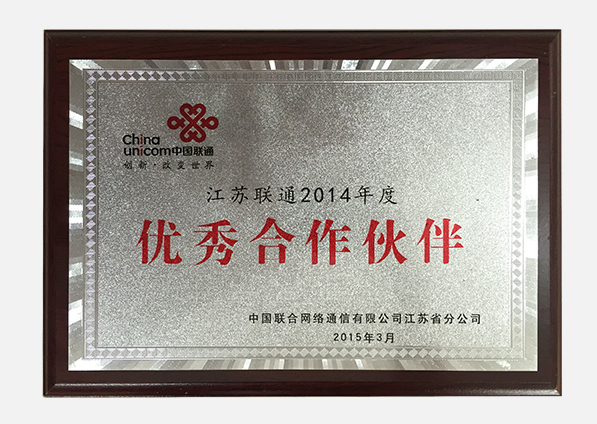 China
unicom中国联通
创新·改变世界
江苏联通2014年度
优秀合作伙伴
中国联合网络通信有限公司江苏省分公司
2015年3月